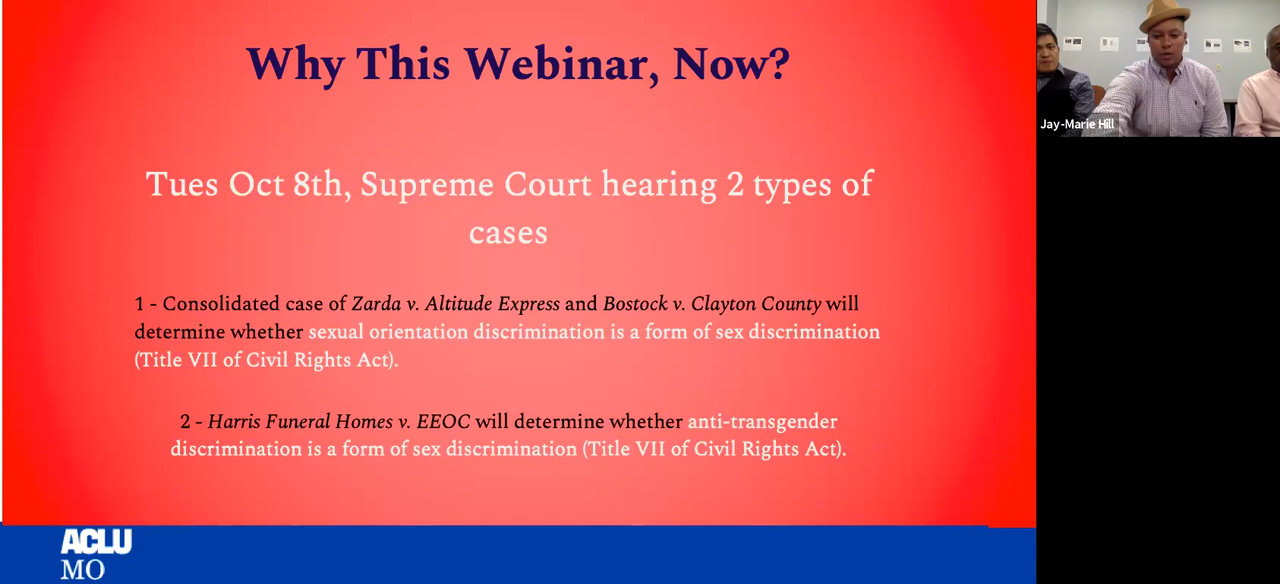 Why This Webinar, Now?
Tues Oct 8th, Supreme Court hearing 2 types of
cases
1 - Consolidated case of Zarda v. Altitude Express and Bostock v. Clayton County will
determine whether sexual orientation discrimination is a form of sex discrimination
(Title VII of Civil Rights Act).
2 - Harris Funeral Homes v. EEOC will determine whether anti-transgender
discrimination is a form of sex discrimination (Title VII of Civil Rights Act).
ACLU
MO
Jay-Marie Hill